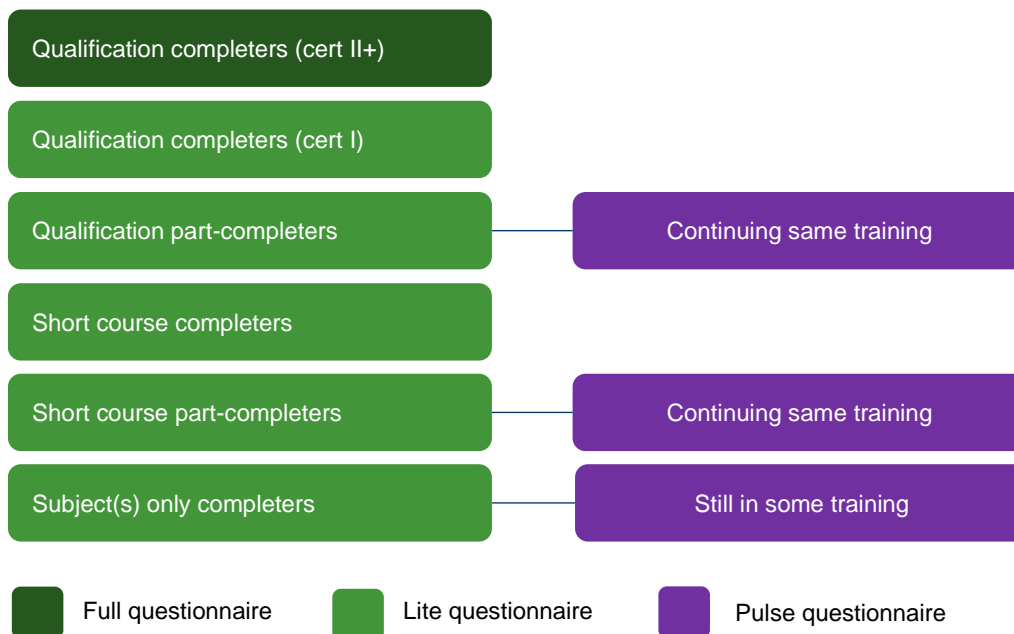 Qualification completers (cert II+)
Qualification completers (cert I)
Qualification part-completers
Continuing same training
Short course completers
Short course part-completers
Continuing same training
Subject(s) only completers
Still in some training
Full questionnaire
Lite questionnaire
Pulse questionnaire